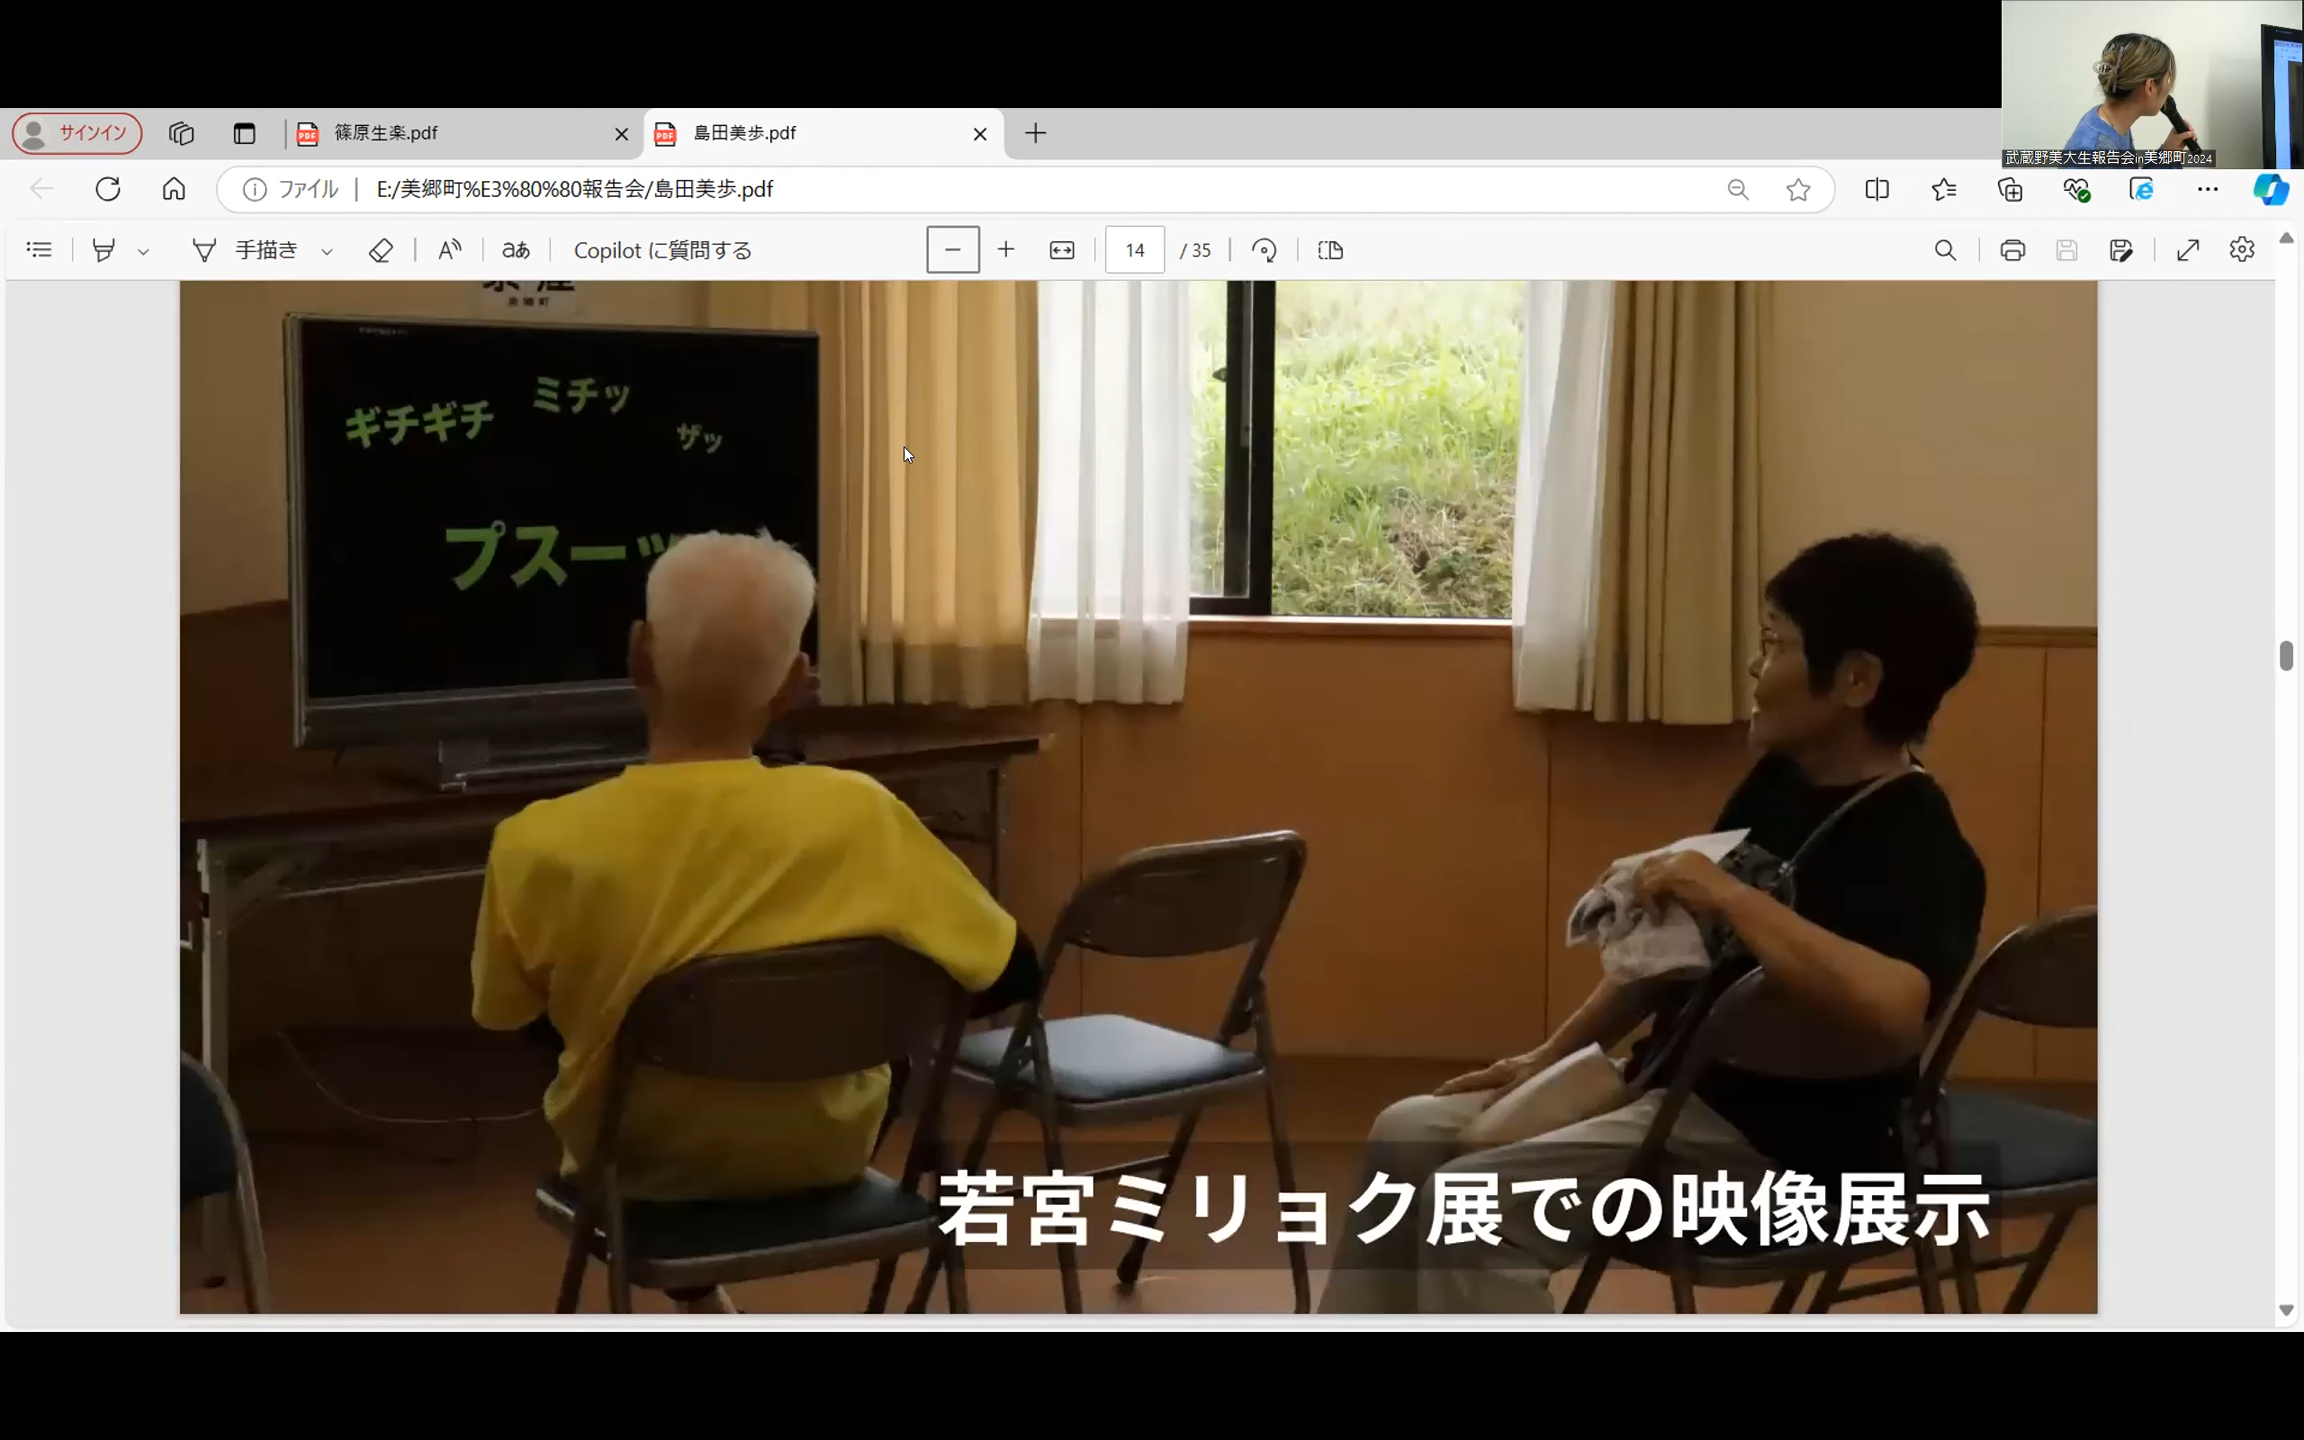 サインイン
篠原生楽.pdf
島田美歩.pdf
武蔵野美大生報告会in美郷町2024
ファイル
E:/美郷町%E3%80%80報告会/島田美歩.pdf
手描き
aあ
Copilot に質問する
14
/ 35
ギチギチ
ミチッ
ザッ
プスーッ
若宮ミリョク展での映像展示